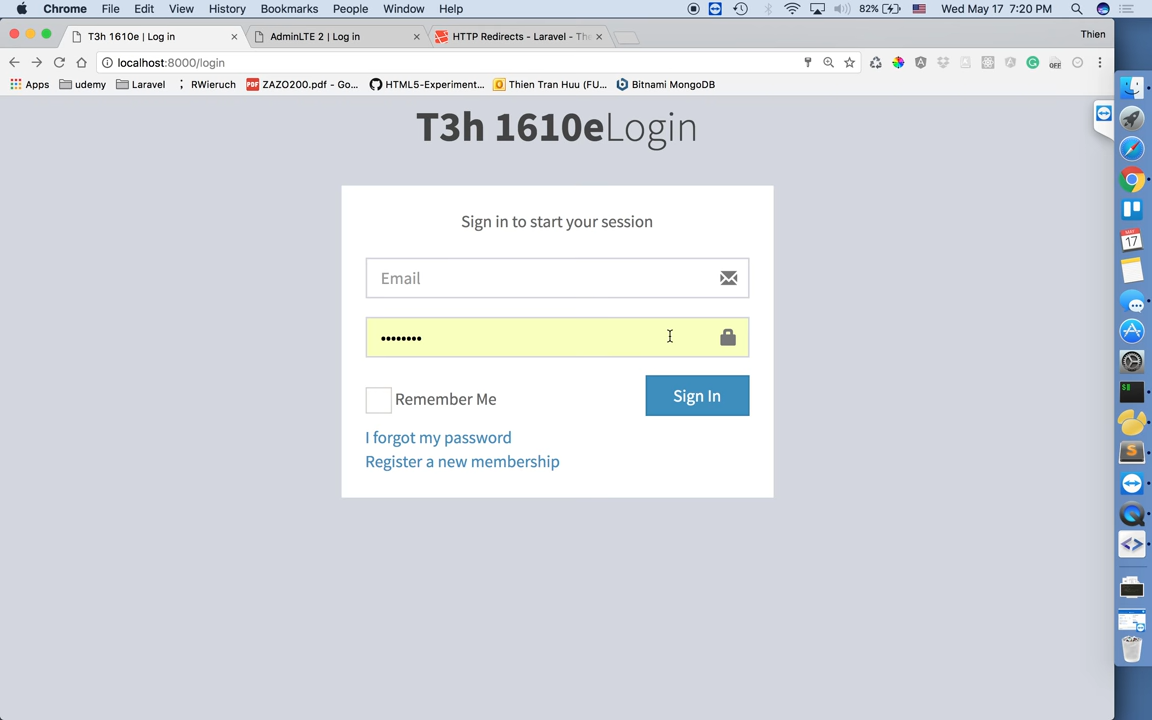 Chrome File Edit View History Bookmarks People Window Help 82% Wed May 17 7:20 PM
T3h 1610e | Log in AdminLTE 2 | Log in HTTP Redirects - Laravel - Th Thien
localhost:8000/login
Apps udemy Laravel RWieruch ZAZO200.pdf - Go... HTML5-Experiment... Thien Tran Huu (FU... Bitnami MongoDB
T3h 1610eLogin
Sign in to start your session
Email
••••••••
Remember Me Sign In
I forgot my password
Register a new membership